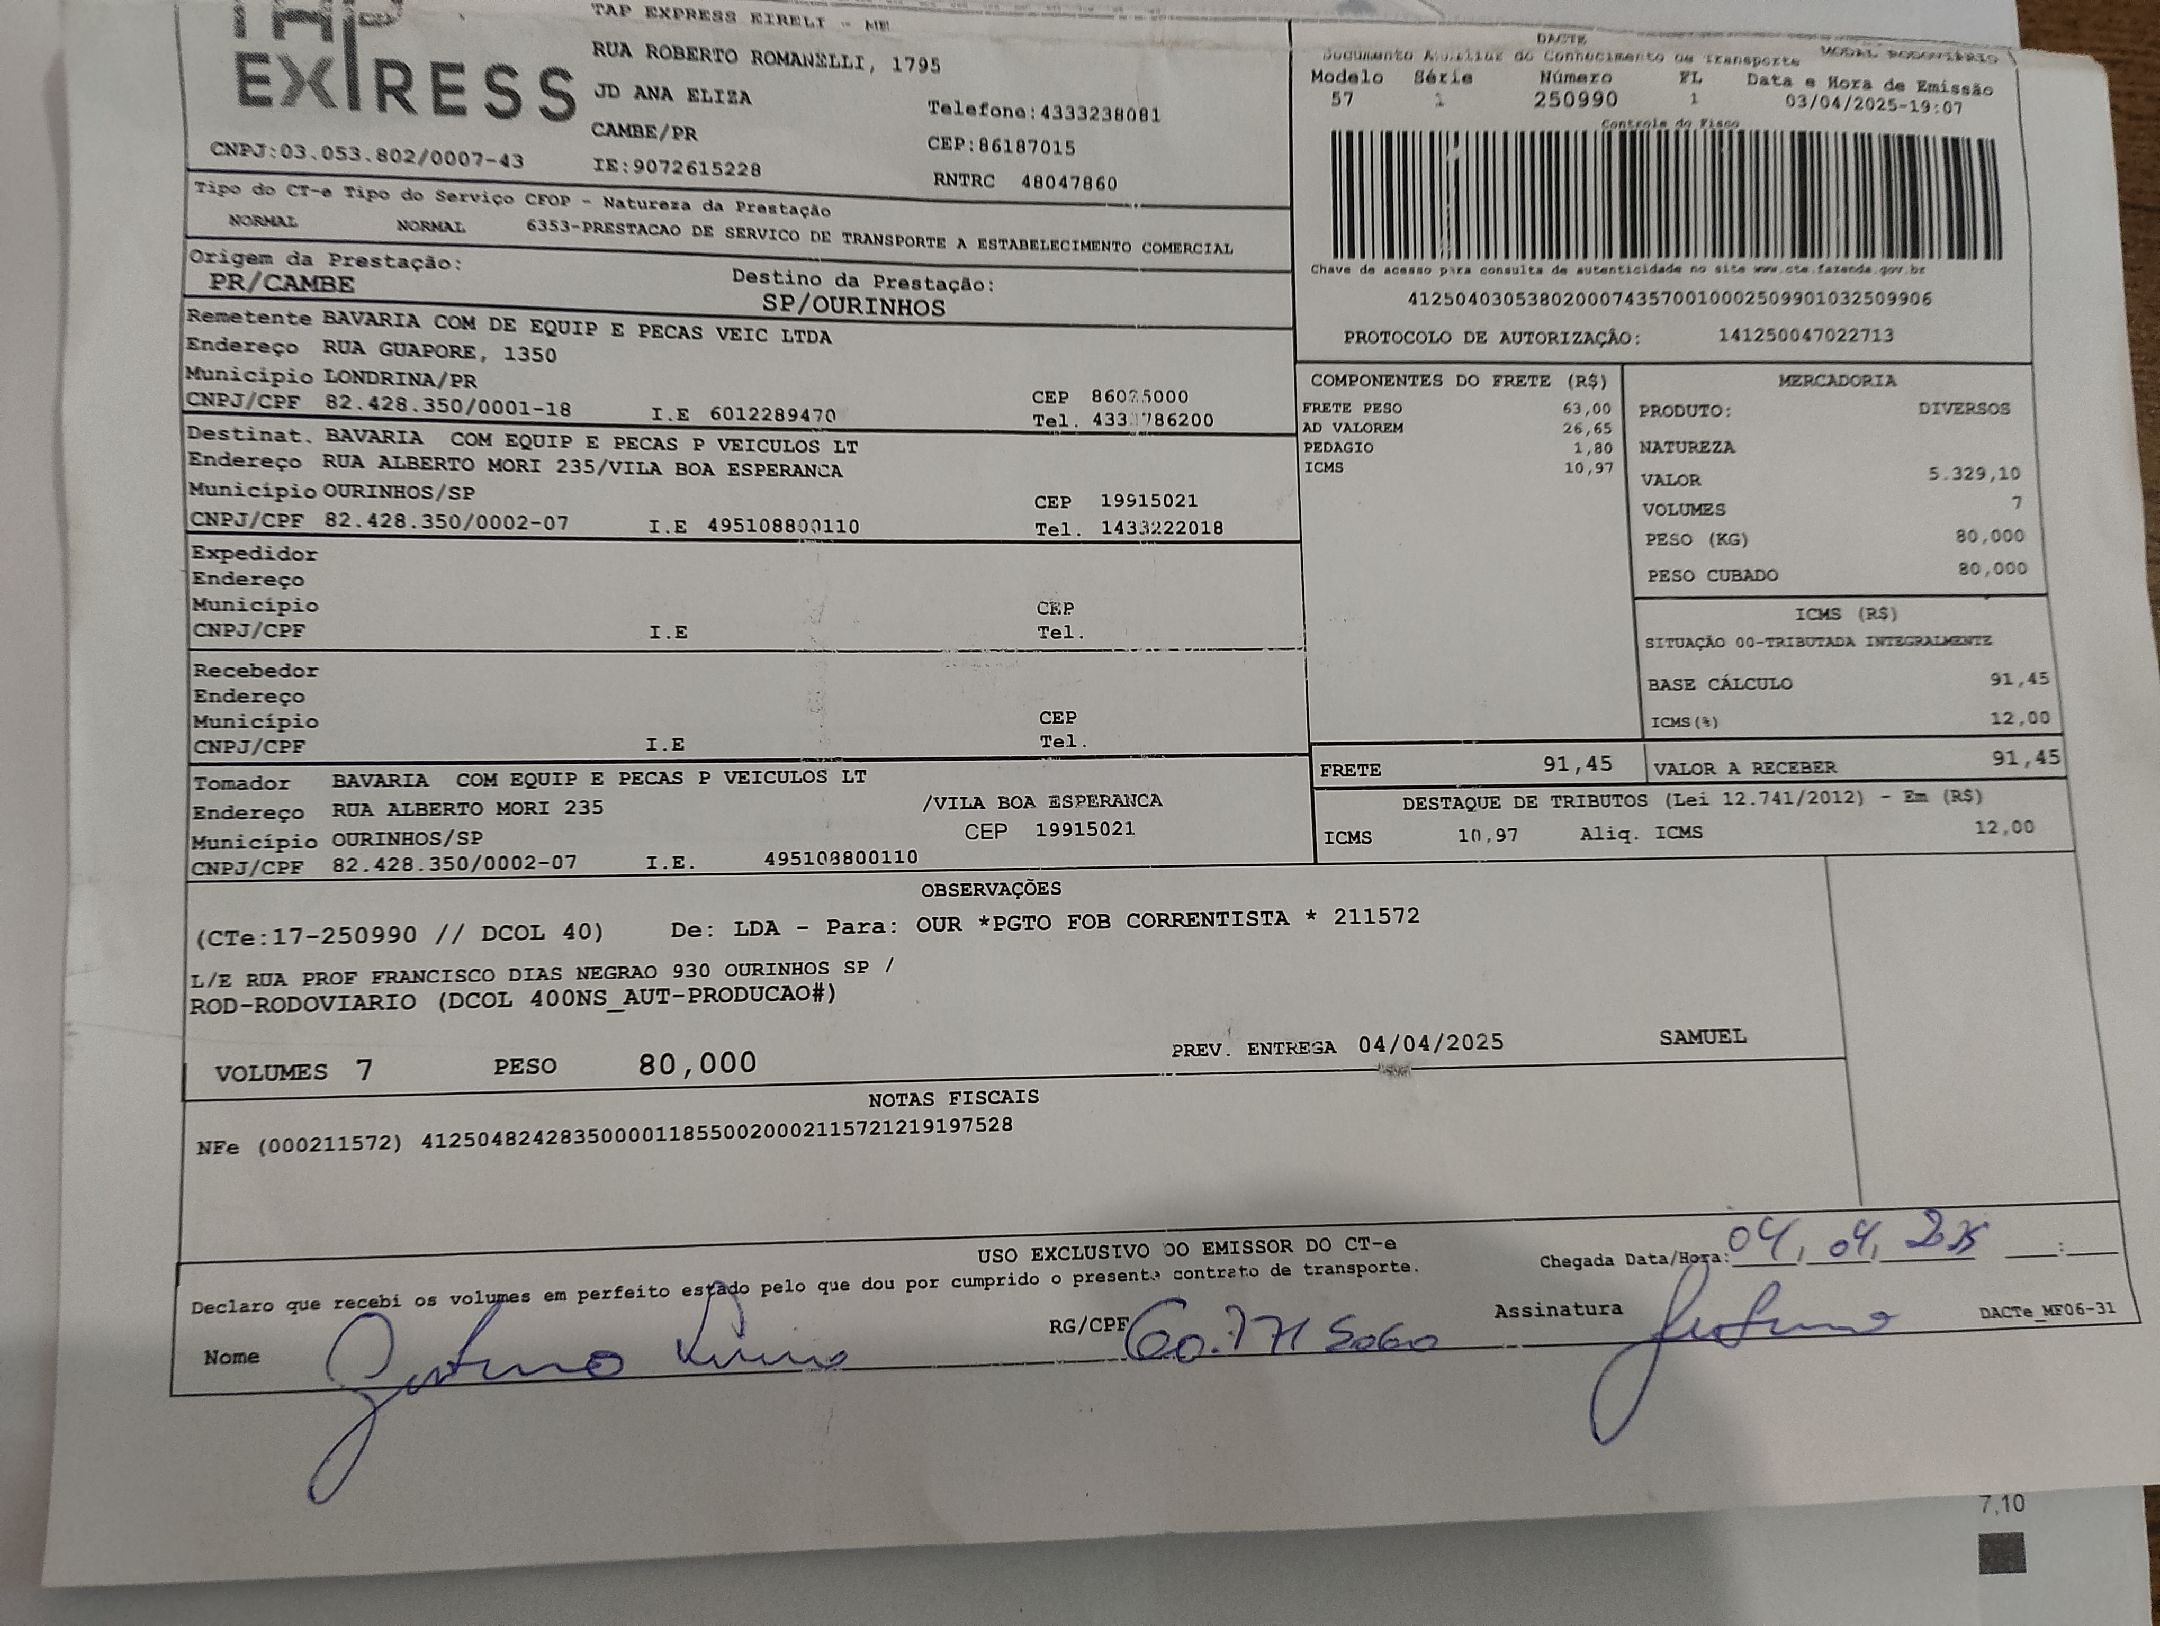 TAP
EXPRESS
TAP EXPRESS EIRELI - ME
RUA ROBERTO ROMANELLI, 1795
JD ANA ELIZA
Telefone:4333238081
CAMBE/PR
CEP:86187015
CNPJ:03.053.802/0007-43
IE:9072615228
RNTRC 48047860
DACTE
Documento Auxiliar do Conhecimento de Transporte
MODAL RODOVIÁRIO
Modelo Série Número FL Data e Hora de Emissão
57 1 250990 1 03/04/2025-19:07
Controle do Fisco
Chave de acesso para consulta de autenticidade no site www.cte.fazenda.gov.br
41250403053802000743570010002509901032509906
PROTOCOLO DE AUTORIZAÇÃO: 141250047022713
Tipo do CT-e Tipo do Serviço CFOP - Natureza da Prestação
NORMAL NORMAL 6353-PRESTACAO DE SERVICO DE TRANSPORTE A ESTABELECIMENTO COMERCIAL
Origem da Prestação: Destino da Prestação:
PR/CAMBE SP/OURINHOS
Remetente BAVARIA COM DE EQUIP E PECAS VEIC LTDA
Endereço RUA GUAPORE, 1350
Município LONDRINA/PR CEP 86025000
CNPJ/CPF 82.428.350/0001-18 I.E 6012289470 Tel.
Destinat. BAVARIA COM EQUIP E PECAS P VEICULOS LT
Endereço RUA ALBERTO MORI 235/VILA BOA ESPERANCA
Município OURINHOS/SP CEP 19915021
CNPJ/CPF 82.428.350/0002-07 I.E 495108800110 Tel. 1433222018
Expedidor
Endereço
Município CEP
CNPJ/CPF I.E Tel.
Recebedor
Endereço
Município CEP
CNPJ/CPF I.E Tel.
Tomador BAVARIA COM EQUIP E PECAS P VEICULOS LT
Endereço RUA ALBERTO MORI 235 /VILA BOA ESPERANCA
Município OURINHOS/SP CEP 19915021
CNPJ/CPF 82.428.350/0002-07 I.E. 495108800110
COMPONENTES DO FRETE (R$)
FRETE PESO 63,00
AD VALOREM 26,65
PEDAGIO 1,80
ICMS 10,97
MERCADORIA
PRODUTO: DIVERSOS
NATUREZA
VALOR 5.329,10
VOLUMES 7
PESO (KG) 80,000
PESO CUBADO 80,000
ICMS (R$)
SITUAÇÃO 00-TRIBUTADA INTEGRALMENTE
BASE CÁLCULO 91,45
ICMS(%) 12,00
FRETE 91,45 VALOR A RECEBER 91,45
DESTAQUE DE TRIBUTOS (Lei 12.741/2012) - Em (R$)
ICMS 10,97 Aliq. ICMS 12,00
OBSERVAÇÕES
(CTe:17-250990 // DCOL 40) De: LDA - Para: OUR *PGTO FOB CORRENTISTA * 211572
L/E RUA PROF FRANCISCO DIAS NEGRAO 930 OURINHOS SP /
ROD-RODOVIARIO (DCOL 400NS_AUT-PRODUCAO#)
VOLUMES 7 PESO 80,000 PREV. ENTREGA 04/04/2025 SAMUEL
NOTAS FISCAIS
NFe (000211572) 41250482428350000118550020002115721219197528
USO EXCLUSIVO DO EMISSOR DO CT-e
Chegada Data/Hora: 04, 04, 25 __:__
Declaro que recebi os volumes em perfeito estado pelo que dou por cumprido o presente contrato de transporte.
Nome RG/CPF 60.771 5060 Assinatura DACTe_MF06-31
7,10